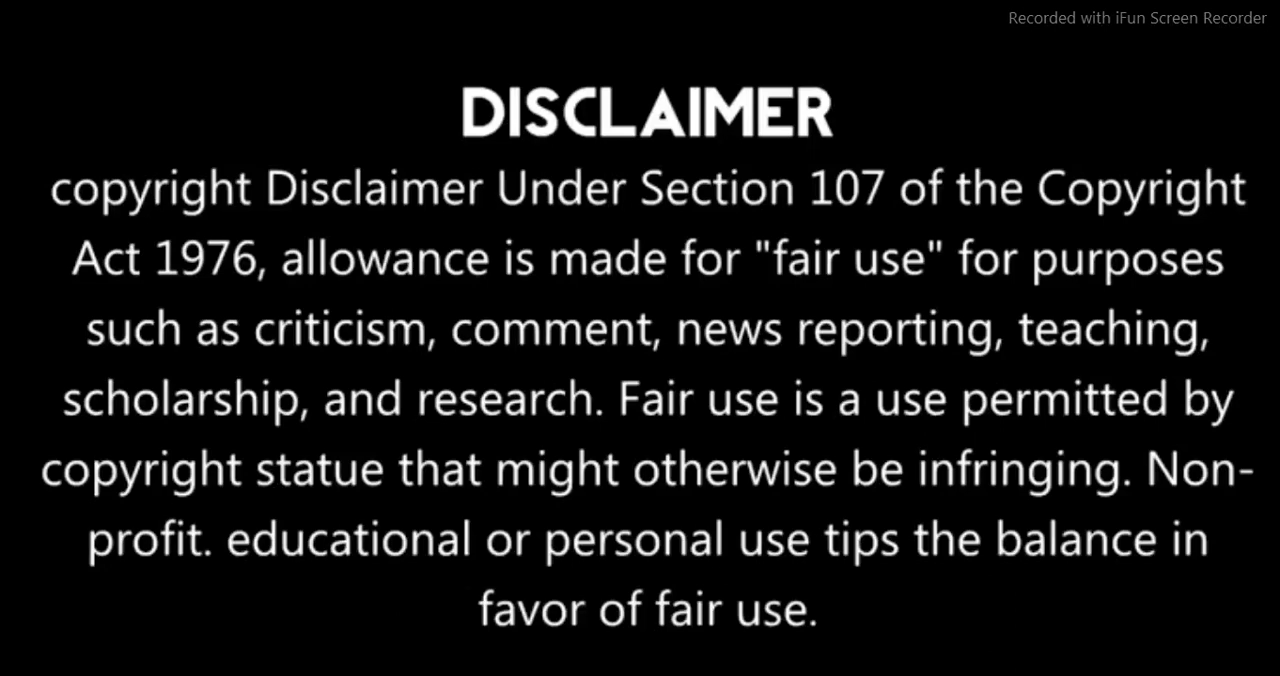 Recorded with iFun Screen Recorder
DISCLAIMER
copyright Disclaimer Under Section 107 of the Copyright
Act 1976, allowance is made for "fair use" for purposes
such as criticism, comment, news reporting, teaching,
scholarship, and research. Fair use is a use permitted by
copyright statue that might otherwise be infringing. Non-
profit. educational or personal use tips the balance in
favor of fair use.